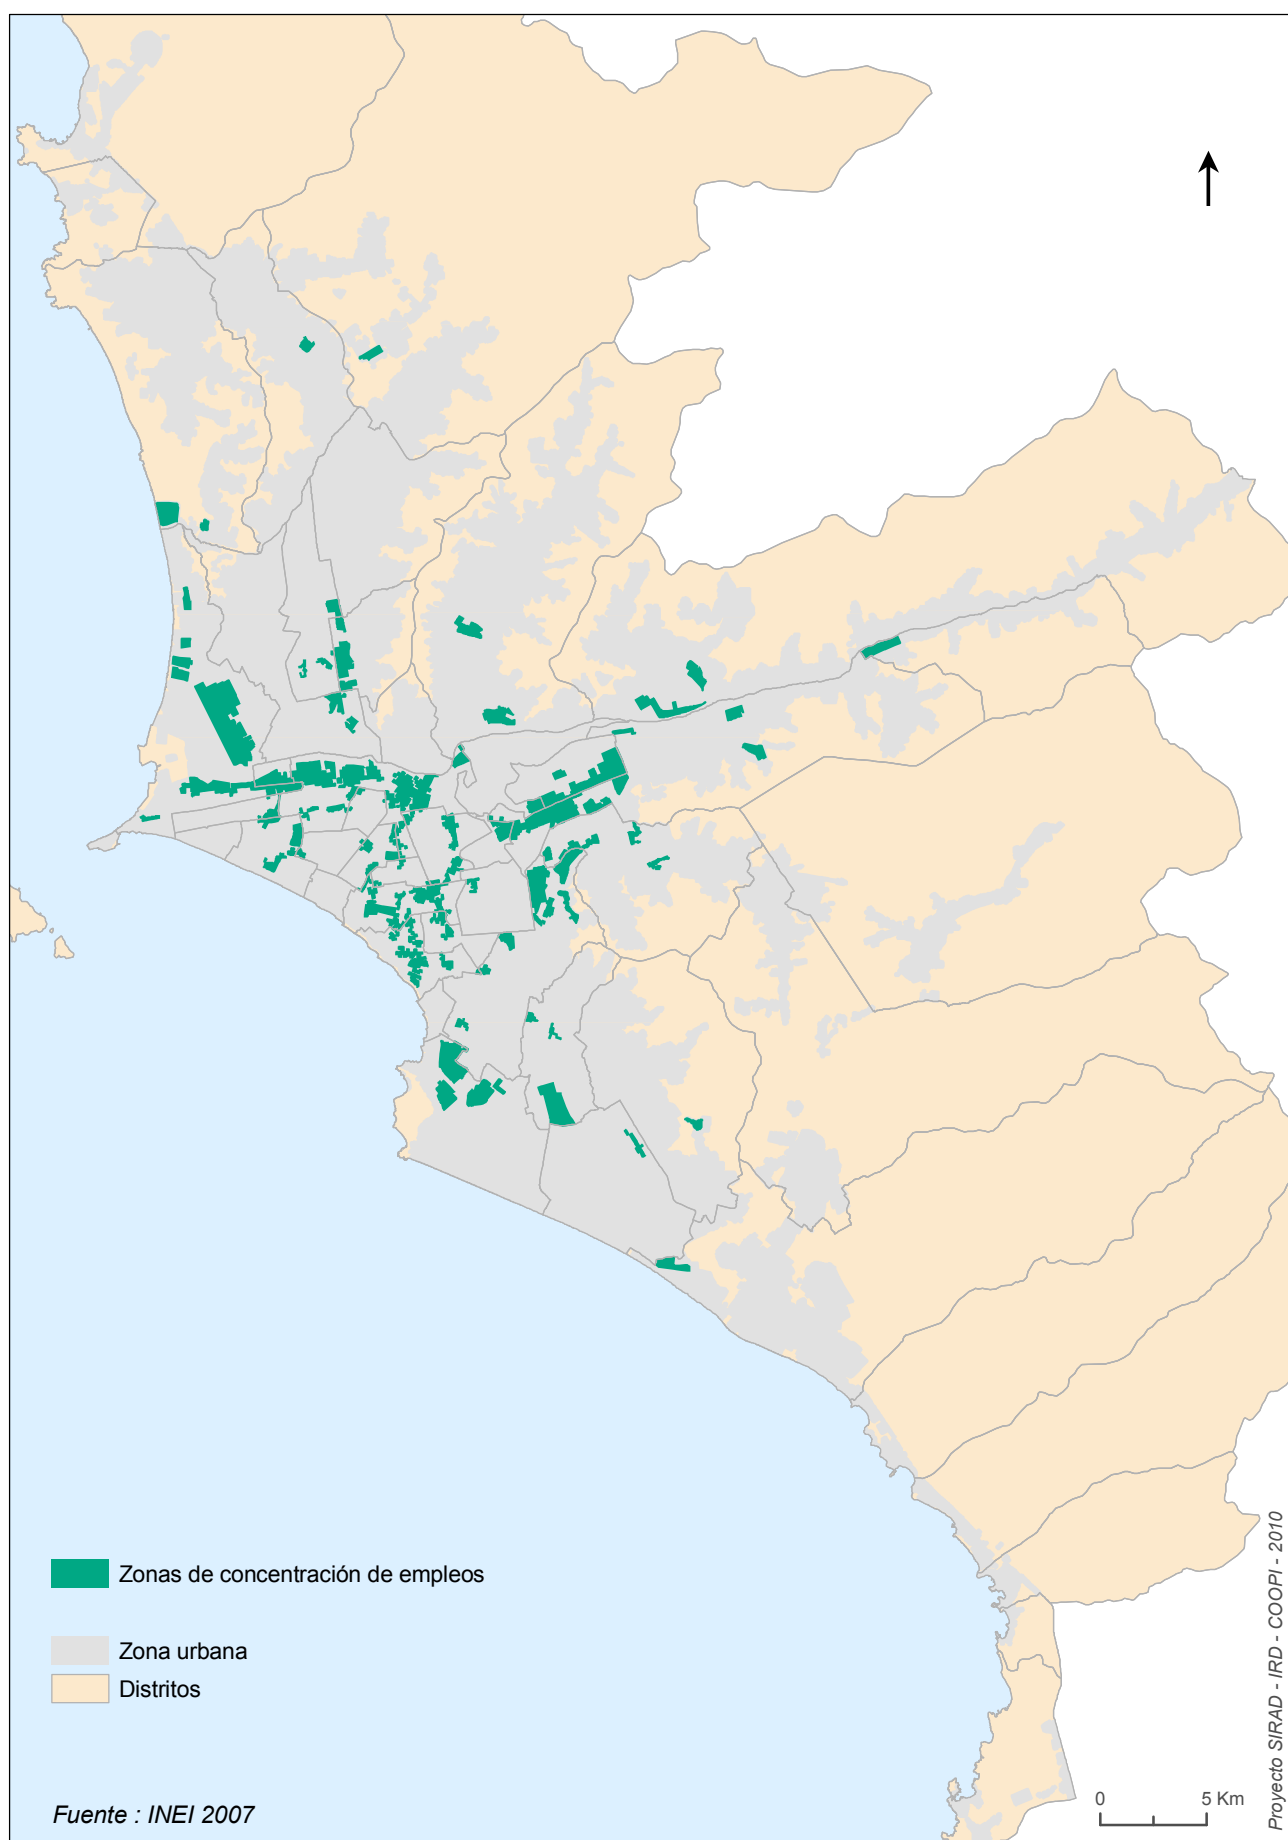 Zonas de concentración de empleos
Zona urbana
Distritos
Fuente : INEI 2007
0 5 Km
Proyecto SIRAD - IRD - COOPI - 2010